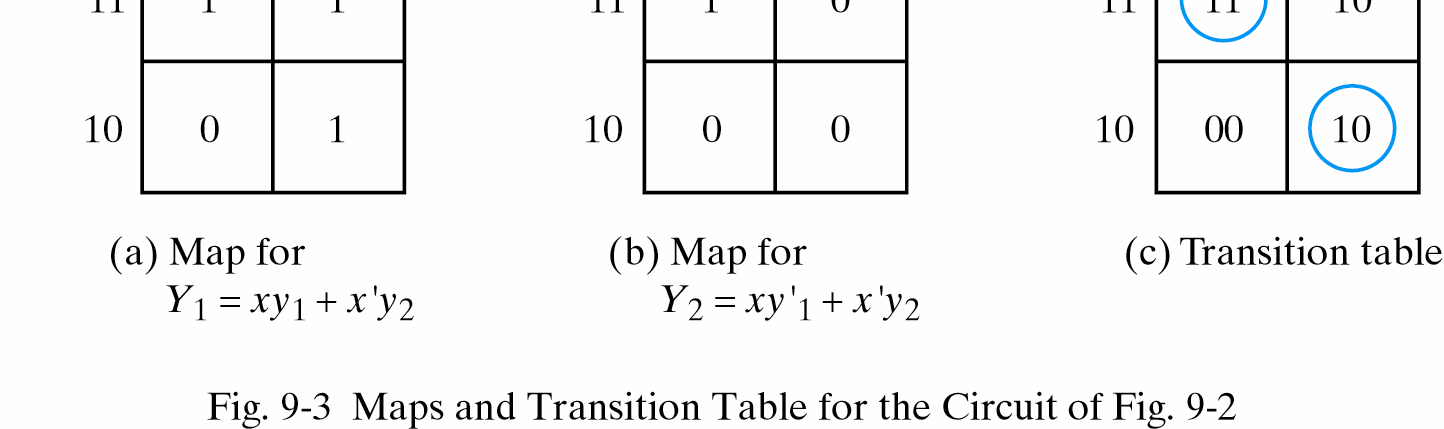 11 1 1 11 1 0 11 11 10
10 0 1 10 0 0 10 00 10
(a) Map for (b) Map for (c) Transition table
Y1 = xy1 + x'y2 Y2 = xy'1 + x'y2
Fig. 9-3 Maps and Transition Table for the Circuit of Fig. 9-2